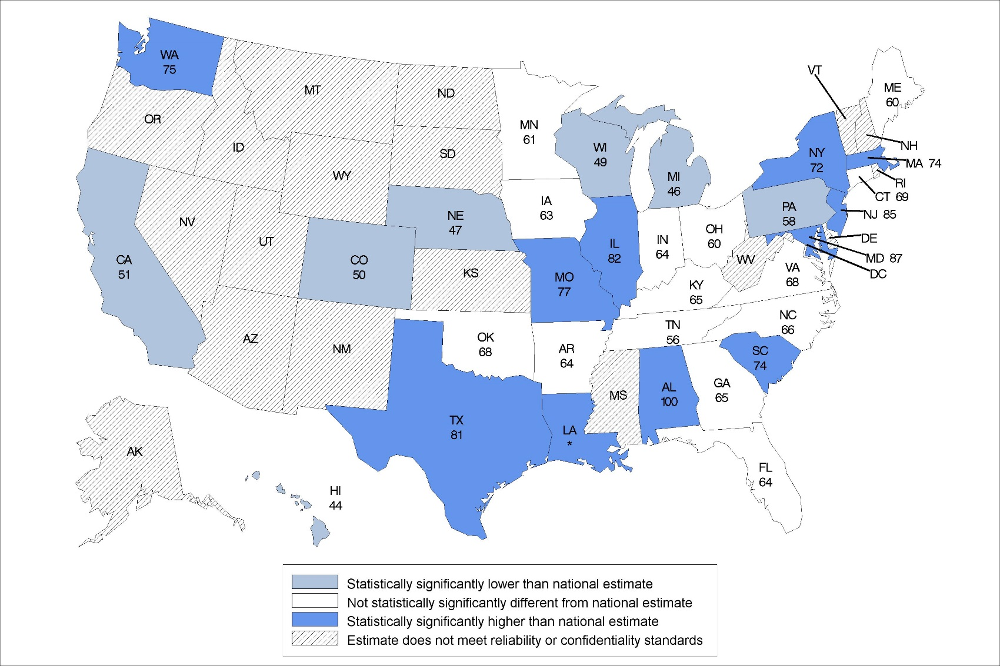 WA
75
VT
ME
60
MT
ND
OR
MN
61
ID
SD
WI
49
NH
NY
72
MA 74
WY
MI
46
RI
CT 69
IA
63
NE
47
PA
58
NJ 85
NV
UT
OH
60
DE
IL
82
IN
64
MD 87
CA
51
CO
50
KS
WV
VA
68
DC
MO
77
KY
65
NC
66
TN
56
AZ
NM
OK
68
AR
64
SC
74
MS
AL
100
GA
65
TX
81
LA
*
AK
FL
64
HI
44
Statistically significantly lower than national estimate
Not statistically significantly different from national estimate
Statistically significantly higher than national estimate
Estimate does not meet reliability or confidentiality standards